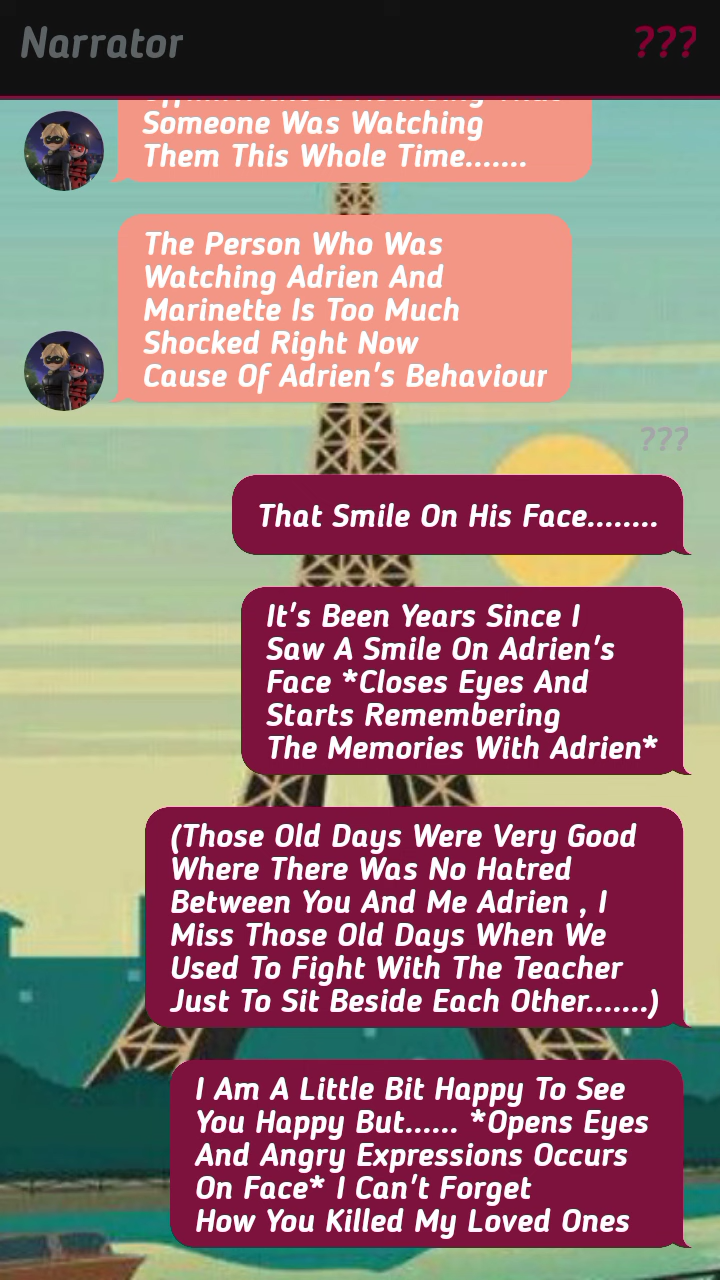 Narrator
???
Someone Was Watching
Them This Whole Time.......
The Person Who Was
Watching Adrien And
Marinette Is Too Much
Shocked Right Now
Cause Of Adrien's Behaviour
???
That Smile On His Face........
It's Been Years Since I
Saw A Smile On Adrien's
Face *Closes Eyes And
Starts Remembering
The Memories With Adrien*
(Those Old Days Were Very Good
Where There Was No Hatred
Between You And Me Adrien , I
Miss Those Old Days When We
Used To Fight With The Teacher
Just To Sit Beside Each Other.......)
I Am A Little Bit Happy To See
You Happy But...... *Opens Eyes
And Angry Expressions Occurs
On Face* I Can't Forget
How You Killed My Loved Ones